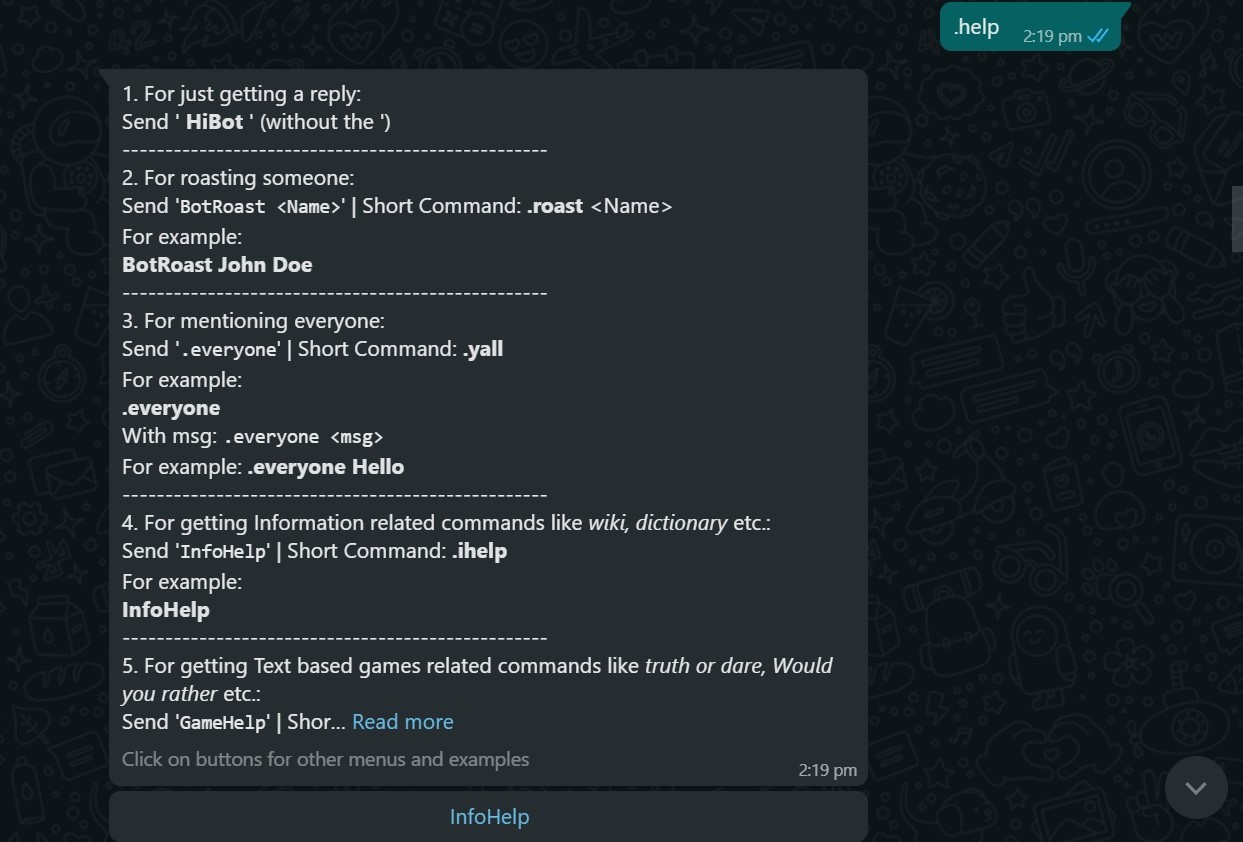 .help
2:19 pm
1. For just getting a reply:
Send ' HiBot ' (without the ')
-------------------------------------------------
2. For roasting someone:
Send 'BotRoast <Name>' | Short Command: .roast <Name>
For example:
BotRoast John Doe
-------------------------------------------------
3. For mentioning everyone:
Send '.everyone' | Short Command: .yall
For example:
.everyone
With msg: .everyone <msg>
For example: .everyone Hello
-------------------------------------------------
4. For getting Information related commands like wiki, dictionary etc.:
Send 'InfoHelp' | Short Command: .ihelp
For example:
InfoHelp
-------------------------------------------------
5. For getting Text based games related commands like truth or dare, Would
you rather etc.:
Send 'GameHelp' | Shor... Read more
Click on buttons for other menus and examples
2:19 pm
InfoHelp